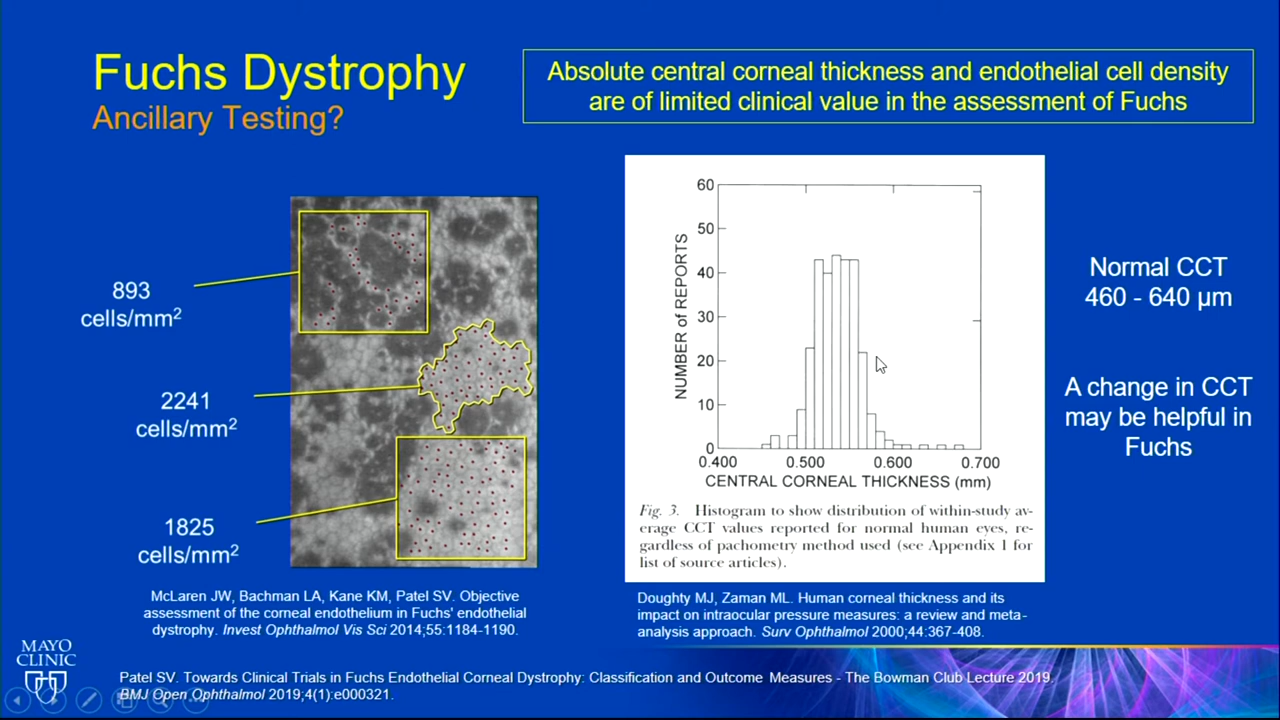 Fuchs Dystrophy
Ancillary Testing?
Absolute central corneal thickness and endothelial cell density
are of limited clinical value in the assessment of Fuchs
893
cells/mm²
2241
cells/mm²
1825
cells/mm²
McLaren JW, Bachman LA, Kane KM, Patel SV. Objective
assessment of the corneal endothelium in Fuchs' endothelial
dystrophy. Invest Ophthalmol Vis Sci 2014;55:1184-1190.
60
50
40
30
20
10
0
NUMBER of REPORTS
0.400 0.500 0.600 0.700
CENTRAL CORNEAL THICKNESS (mm)
Fig. 3. Histogram to show distribution of within-study av-
erage CCT values reported for normal human eyes, re-
gardless of pachometry method used (see Appendix 1 for
list of source articles).
Doughty MJ, Zaman ML. Human corneal thickness and its
impact on intraocular pressure measures: a review and meta-
analysis approach. Surv Ophthalmol 2000;44:367-408.
Normal CCT
460 - 640 µm
A change in CCT
may be helpful in
Fuchs
MAYO
CLINIC
Patel SV. Towards Clinical Trials in Fuchs Endothelial Corneal Dystrophy: Classification and Outcome Measures - The Bowman Club Lecture 2019.
BMJ Open Ophthalmol 2019;4(1):e000321.